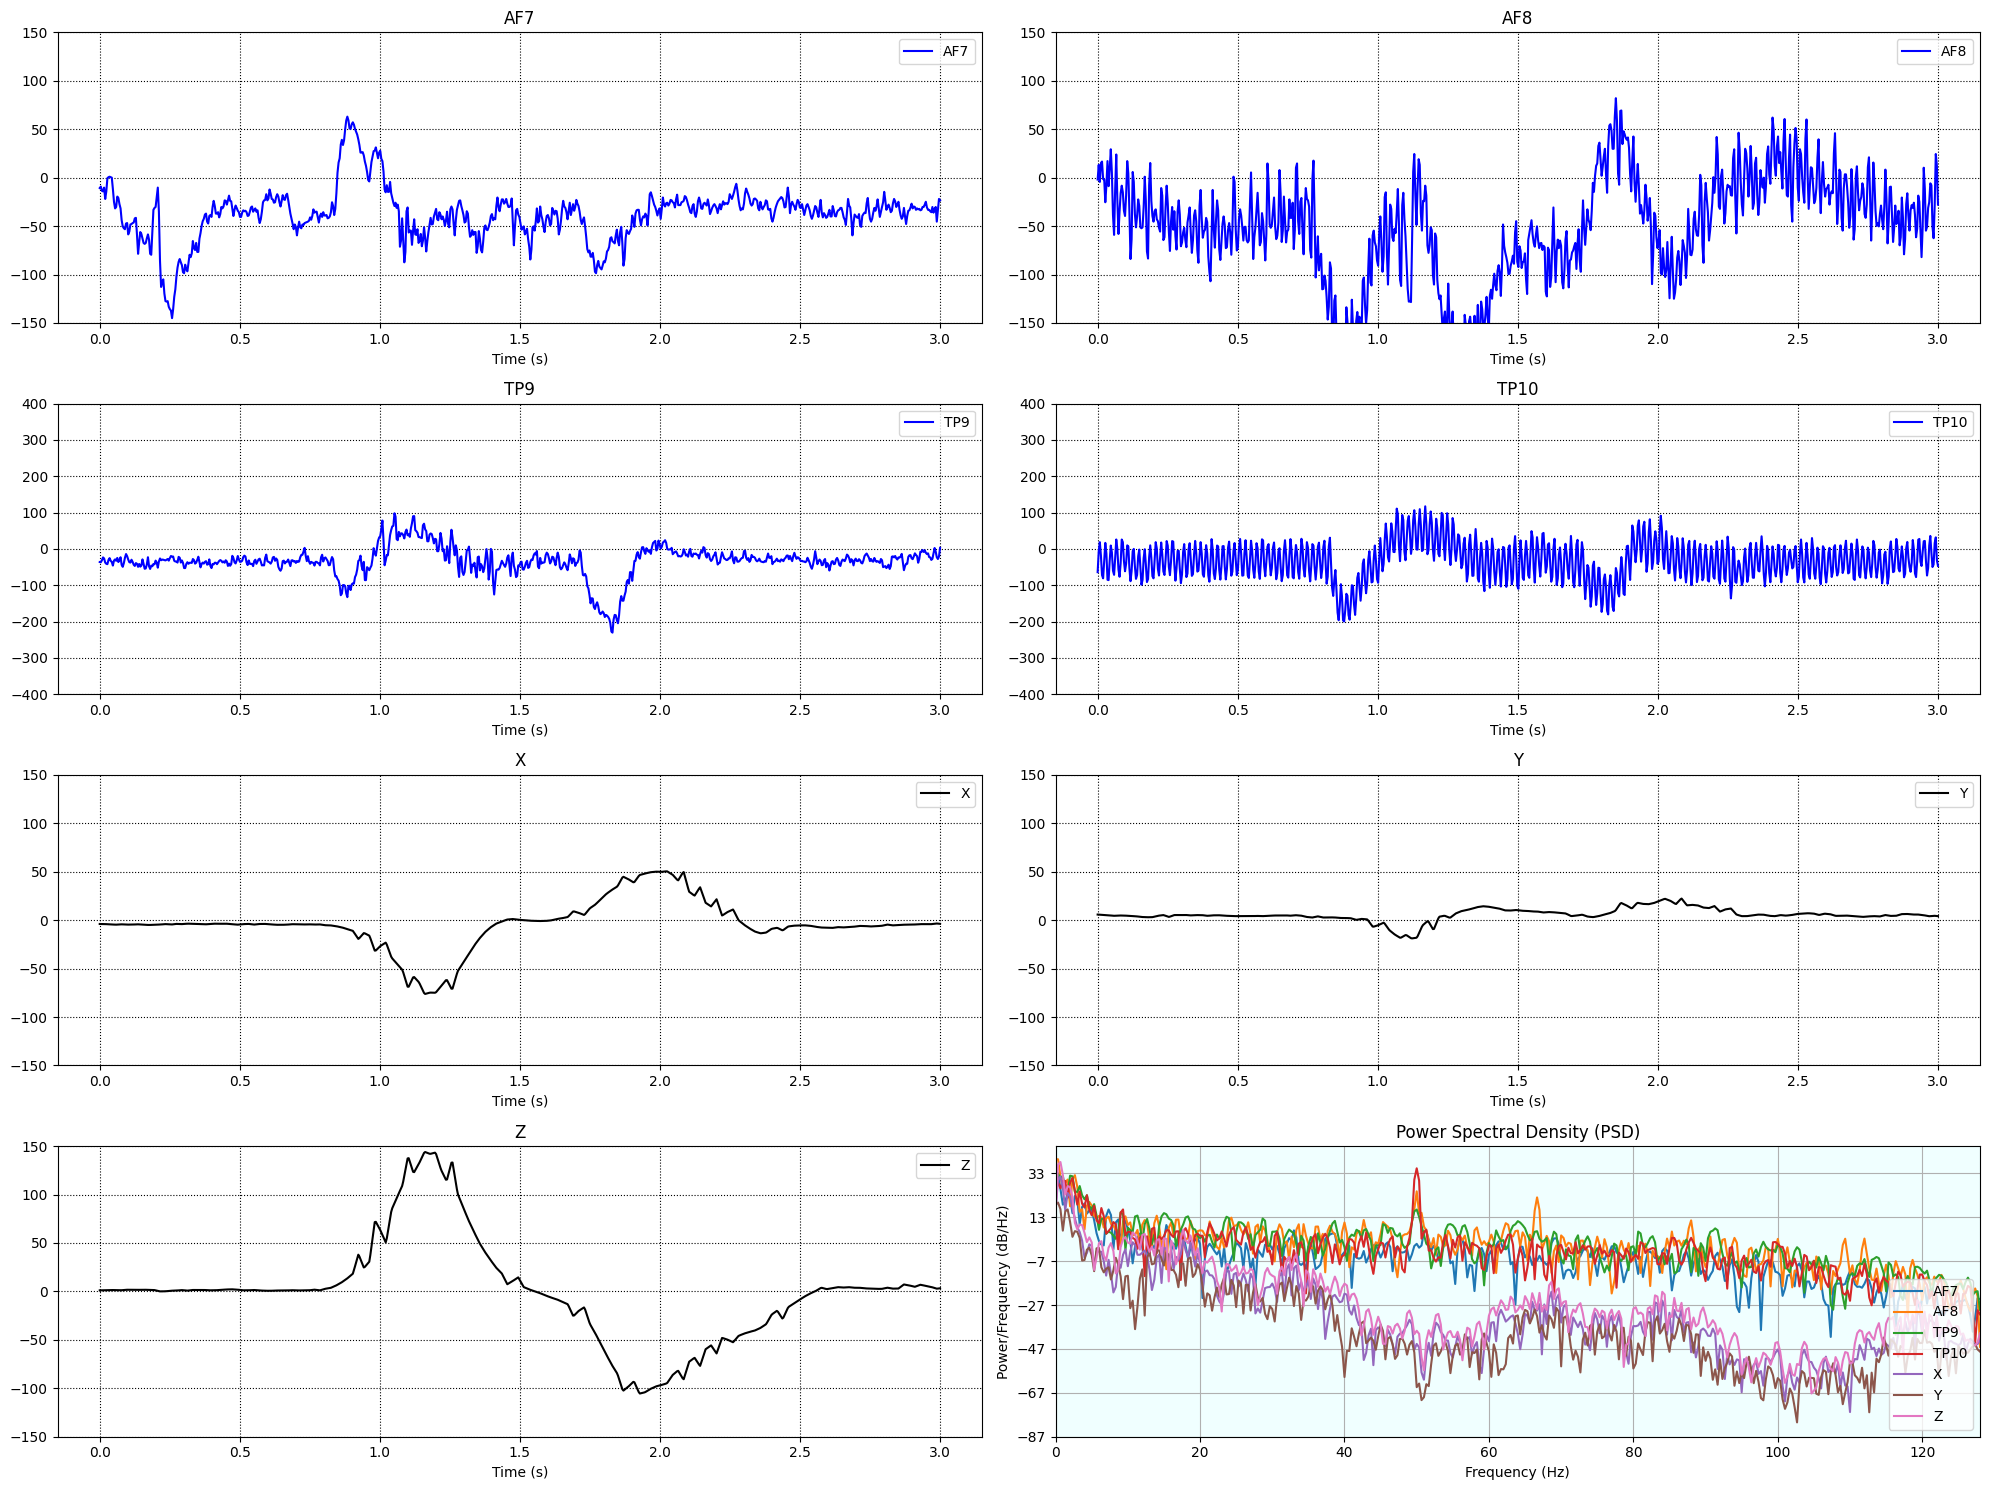 AF7
150
100
50
0
−50
−100
−150
0.0 0.5 1.0 1.5 2.0 2.5 3.0
Time (s)
AF7
AF8
150
100
50
0
−50
−100
−150
0.0 0.5 1.0 1.5 2.0 2.5 3.0
Time (s)
AF8
TP9
400
300
200
100
0
−100
−200
−300
−400
0.0 0.5 1.0 1.5 2.0 2.5 3.0
Time (s)
TP9
TP10
400
300
200
100
0
−100
−200
−300
−400
0.0 0.5 1.0 1.5 2.0 2.5 3.0
Time (s)
TP10
X
150
100
50
0
−50
−100
−150
0.0 0.5 1.0 1.5 2.0 2.5 3.0
Time (s)
X
Y
150
100
50
0
−50
−100
−150
0.0 0.5 1.0 1.5 2.0 2.5 3.0
Time (s)
Y
Z
150
100
50
0
−50
−100
−150
0.0 0.5 1.0 1.5 2.0 2.5 3.0
Time (s)
Z
Power Spectral Density (PSD)
Power/Frequency (dB/Hz)
33
13
−7
−27
−47
−67
−87
0 20 40 60 80 100 120
Frequency (Hz)
AF7
AF8
TP9
TP10
X
Y
Z